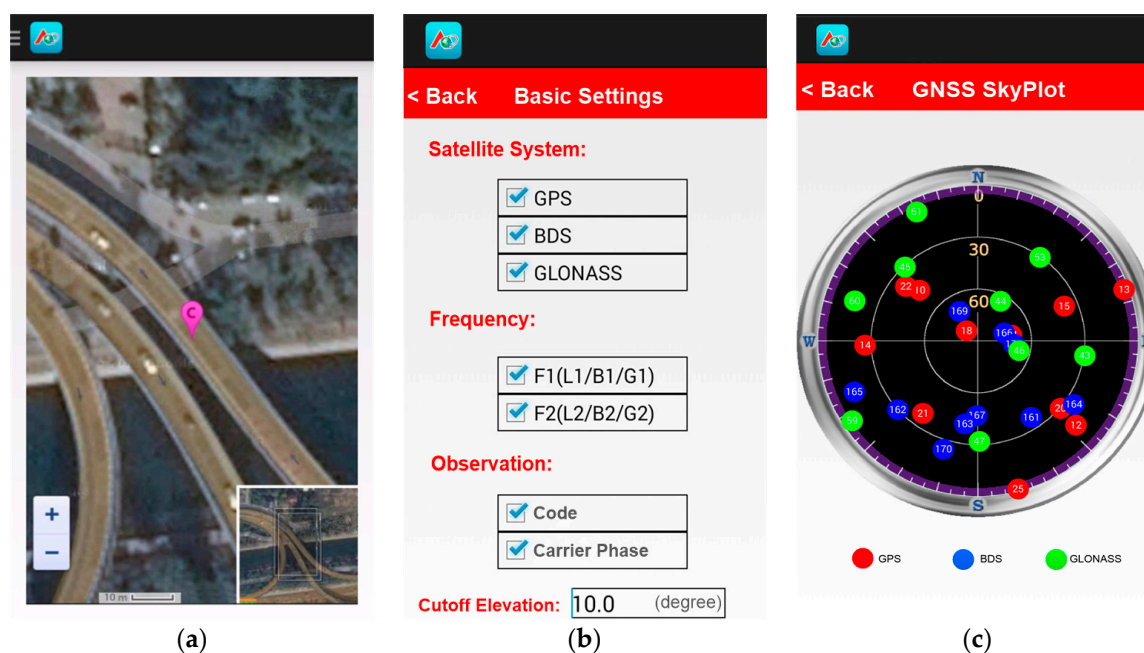 C
+
−
10 m
(a)
< Back Basic Settings
Satellite System:
GPS
BDS
GLONASS
Frequency:
F1(L1/B1/G1)
F2(L2/B2/G2)
Observation:
Code
Carrier Phase
Cutoff Elevation: 10.0 (degree)
(b)
< Back GNSS SkyPlot
N
0
61
30
53
45
22 10
13
60
60
44
15
169
18
166
W
14
46
43
165
162
21
167
163
161
20
164
12
59
47
170
25
S
GPS BDS GLONASS
(c)